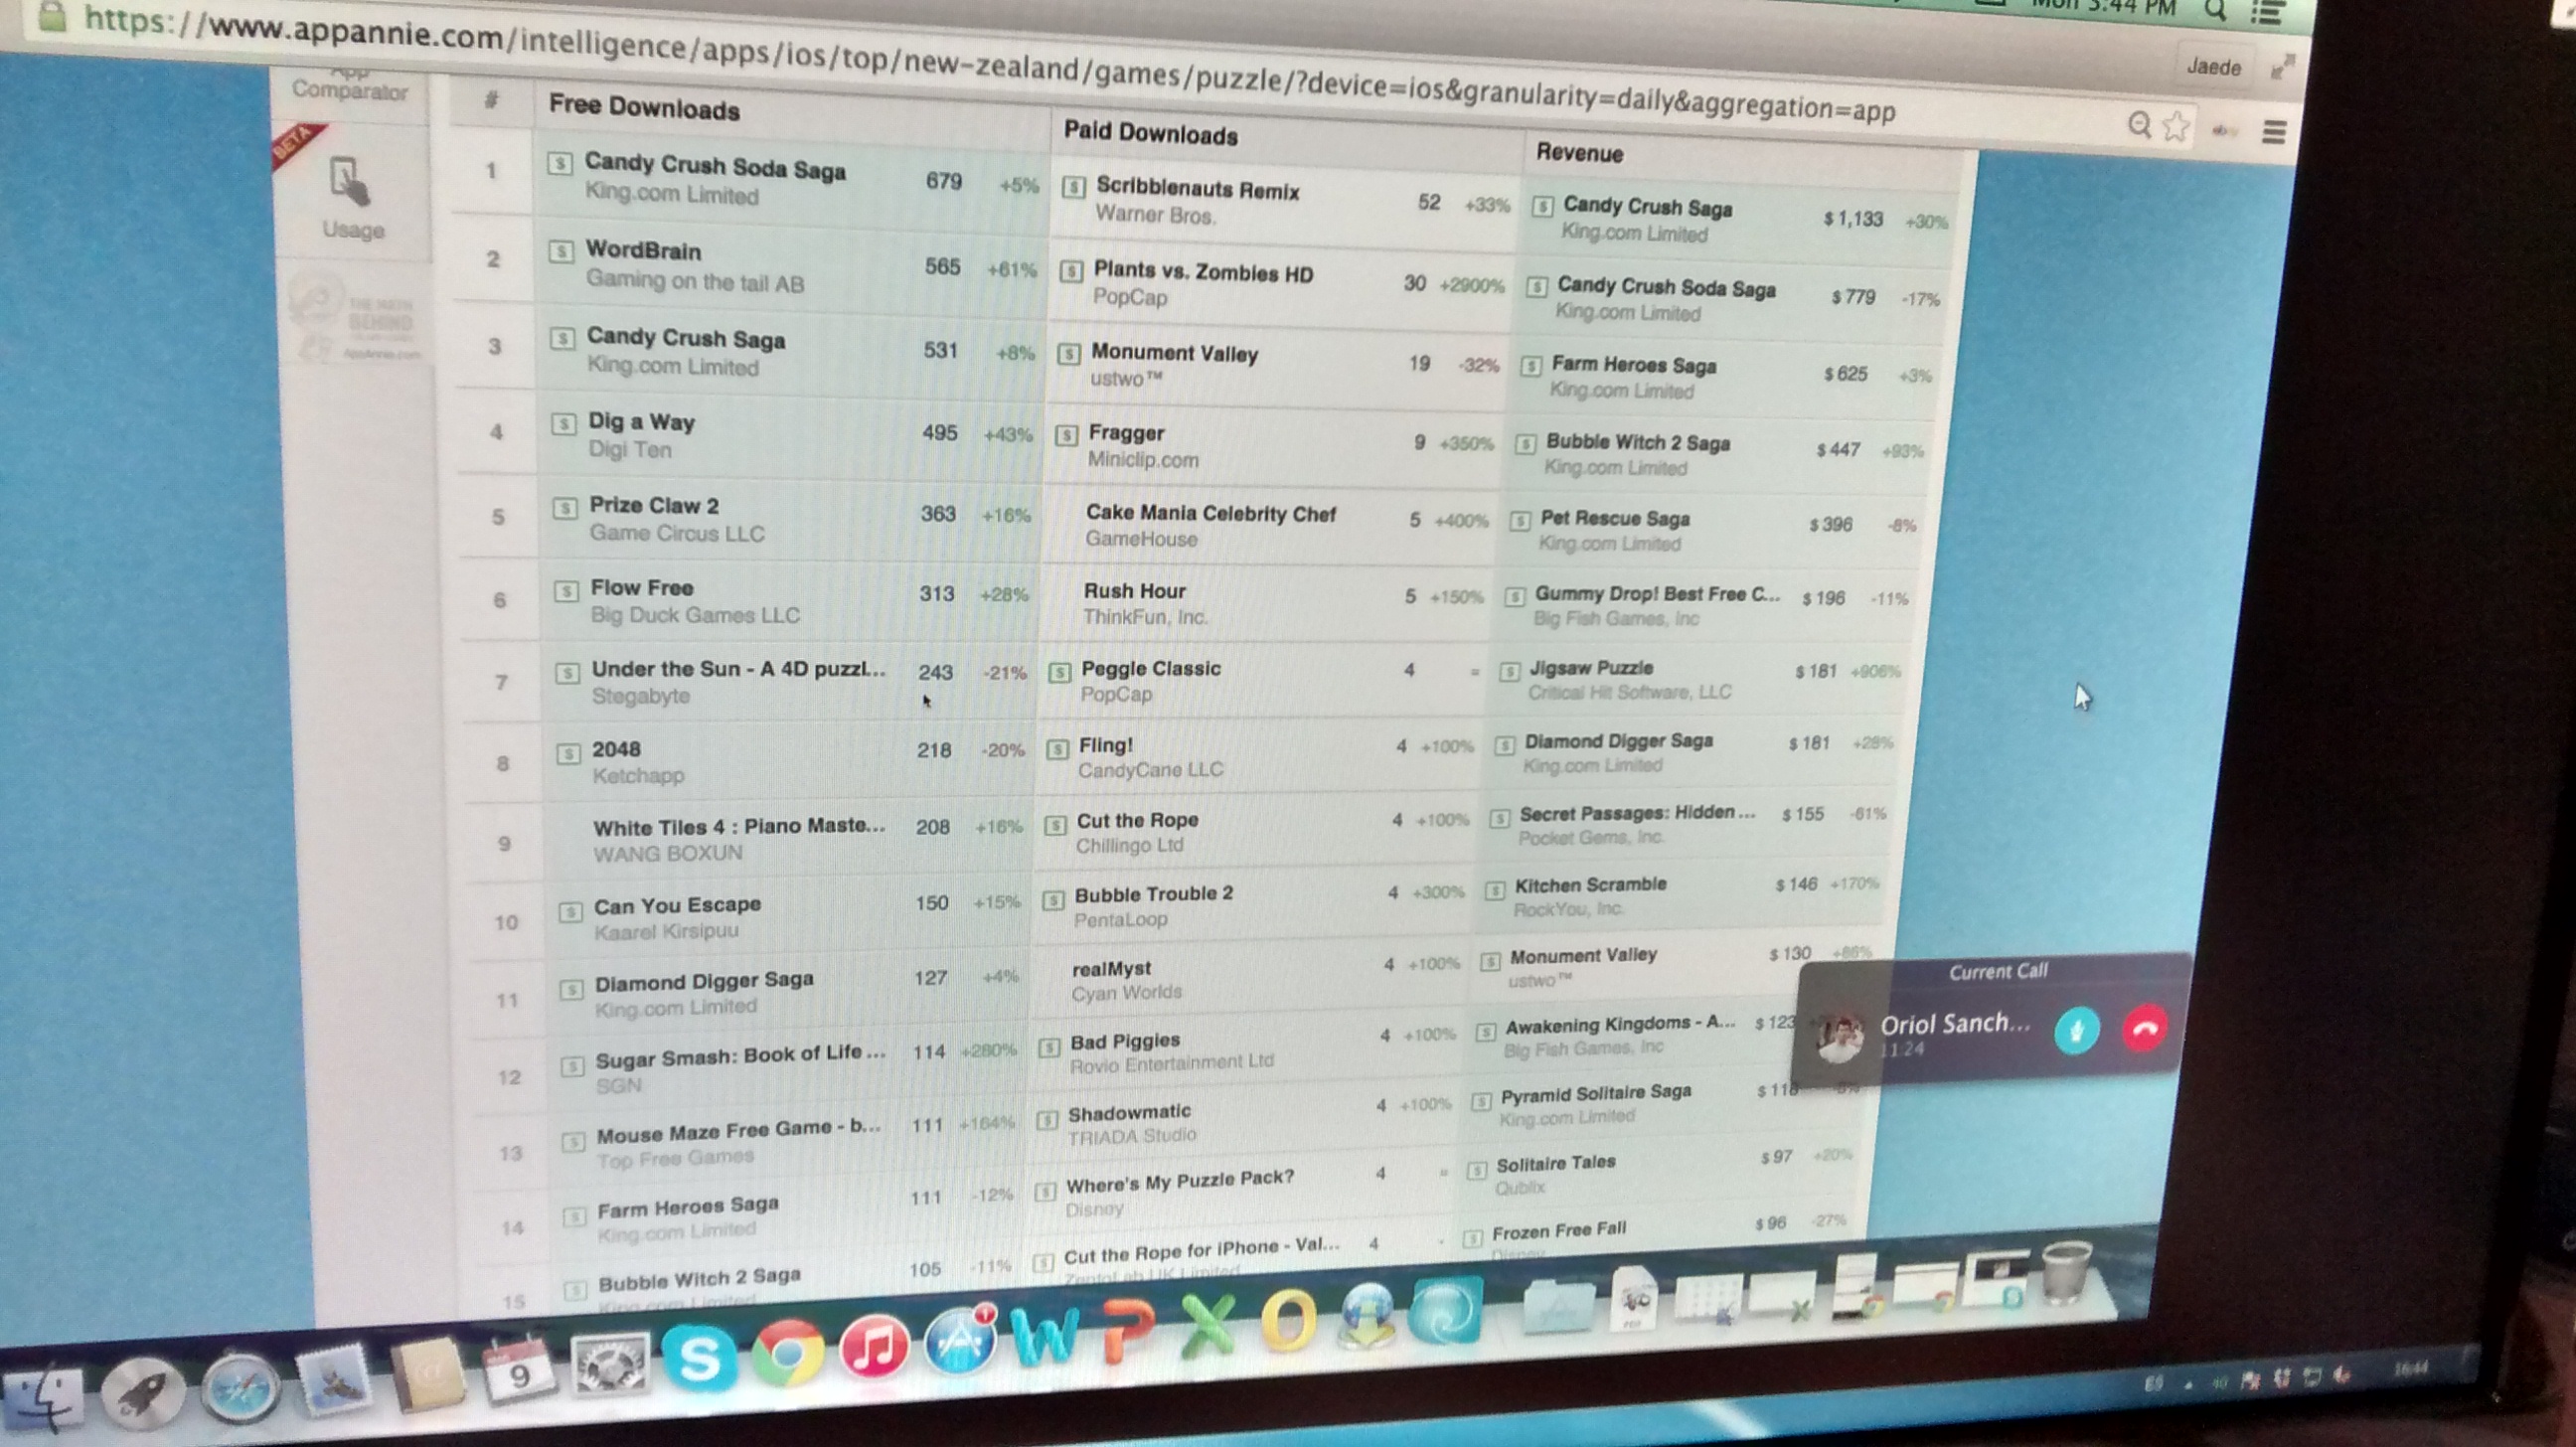 Mon 3:44 PM
https://www.appannie.com/intelligence/apps/ios/top/new-zealand/games/puzzle/?device=ios&granularity=daily&aggregation=app
Jaede
App
Comparator
BETA
Usage
THE MATH
BEHIND
AppAnnie.com
# Free Downloads Paid Downloads Revenue
1 Candy Crush Soda Saga 679 +5% Scribblenauts Remix 52 +33% Candy Crush Saga $1,133 +30%
King.com Limited Warner Bros. King.com Limited
2 WordBrain 565 +61% Plants vs. Zombies HD 30 +2900% Candy Crush Soda Saga $779 -17%
Gaming on the tail AB PopCap King.com Limited
3 Candy Crush Saga 531 +8% Monument Valley 19 -32% Farm Heroes Saga $625 +3%
King.com Limited ustwo™ King.com Limited
4 Dig a Way 495 +43% Fragger 9 +350% Bubble Witch 2 Saga $447 +93%
Digi Ten Miniclip.com King.com Limited
5 Prize Claw 2 363 +16% Cake Mania Celebrity Chef 5 +400% Pet Rescue Saga $396 -8%
Game Circus LLC GameHouse King.com Limited
6 Flow Free 313 +28% Rush Hour 5 +150% Gummy Drop! Best Free C... $196 -11%
Big Duck Games LLC ThinkFun, Inc. Big Fish Games, Inc
7 Under the Sun - A 4D puzzl... 243 -21% Peggle Classic 4 = Jigsaw Puzzle $181 +906%
Stegabyte PopCap Critical Hit Software, LLC
8 2048 218 -20% Fling! 4 +100% Diamond Digger Saga $181 +28%
Ketchapp CandyCane LLC King.com Limited
9 White Tiles 4 : Piano Maste... 208 +16% Cut the Rope 4 +100% Secret Passages: Hidden ... $155 -61%
WANG BOXUN Chillingo Ltd Pocket Gems, Inc.
10 Can You Escape 150 +15% Bubble Trouble 2 4 +300% Kitchen Scramble $146 +170%
Kaarel Kirsipuu PentaLoop RockYou, Inc.
11 Diamond Digger Saga 127 +4% realMyst 4 +100% Monument Valley $130 +86%
King.com Limited Cyan Worlds ustwo™
12 Sugar Smash: Book of Life ... 114 +280% Bad Piggies 4 +100% Awakening Kingdoms - A... $123
SGN Rovio Entertainment Ltd Big Fish Games, Inc
13 Mouse Maze Free Game - b... 111 +164% Shadowmatic 4 +100% Pyramid Solitaire Saga $118
Top Free Games TRIADA Studio King.com Limited
14 Farm Heroes Saga 111 -12% Where's My Puzzle Pack? 4 = Solitaire Tales $97 +20%
King.com Limited Disney Qublix
15 Bubble Witch 2 Saga 105 -11% Cut the Rope for iPhone - Val... 4 Frozen Free Fall $96 -27%
King.com Limited ZeptoLab UK Limited Disney
Current Call
Oriol Sanch...
11:24
9
1
PDF
ES
16:44